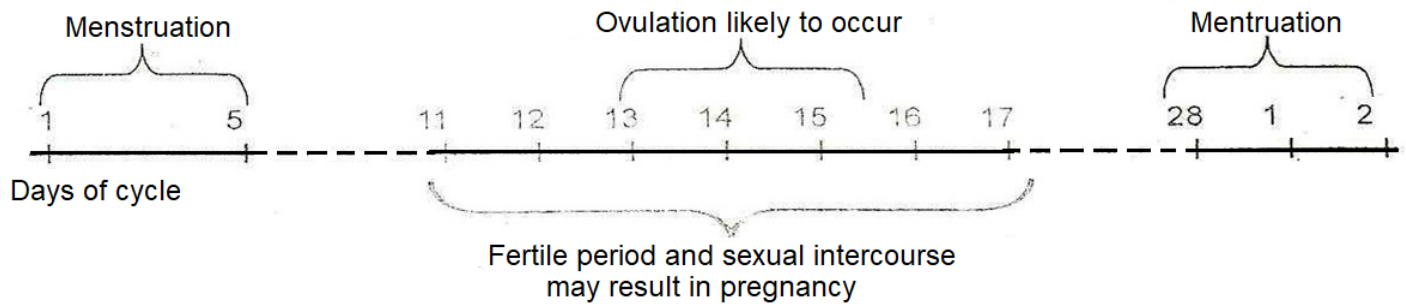 Menstruation
Ovulation likely to occur
Mentruation
1 5 11 12 13 14 15 16 17 28 1 2
Days of cycle
Fertile period and sexual intercourse
may result in pregnancy